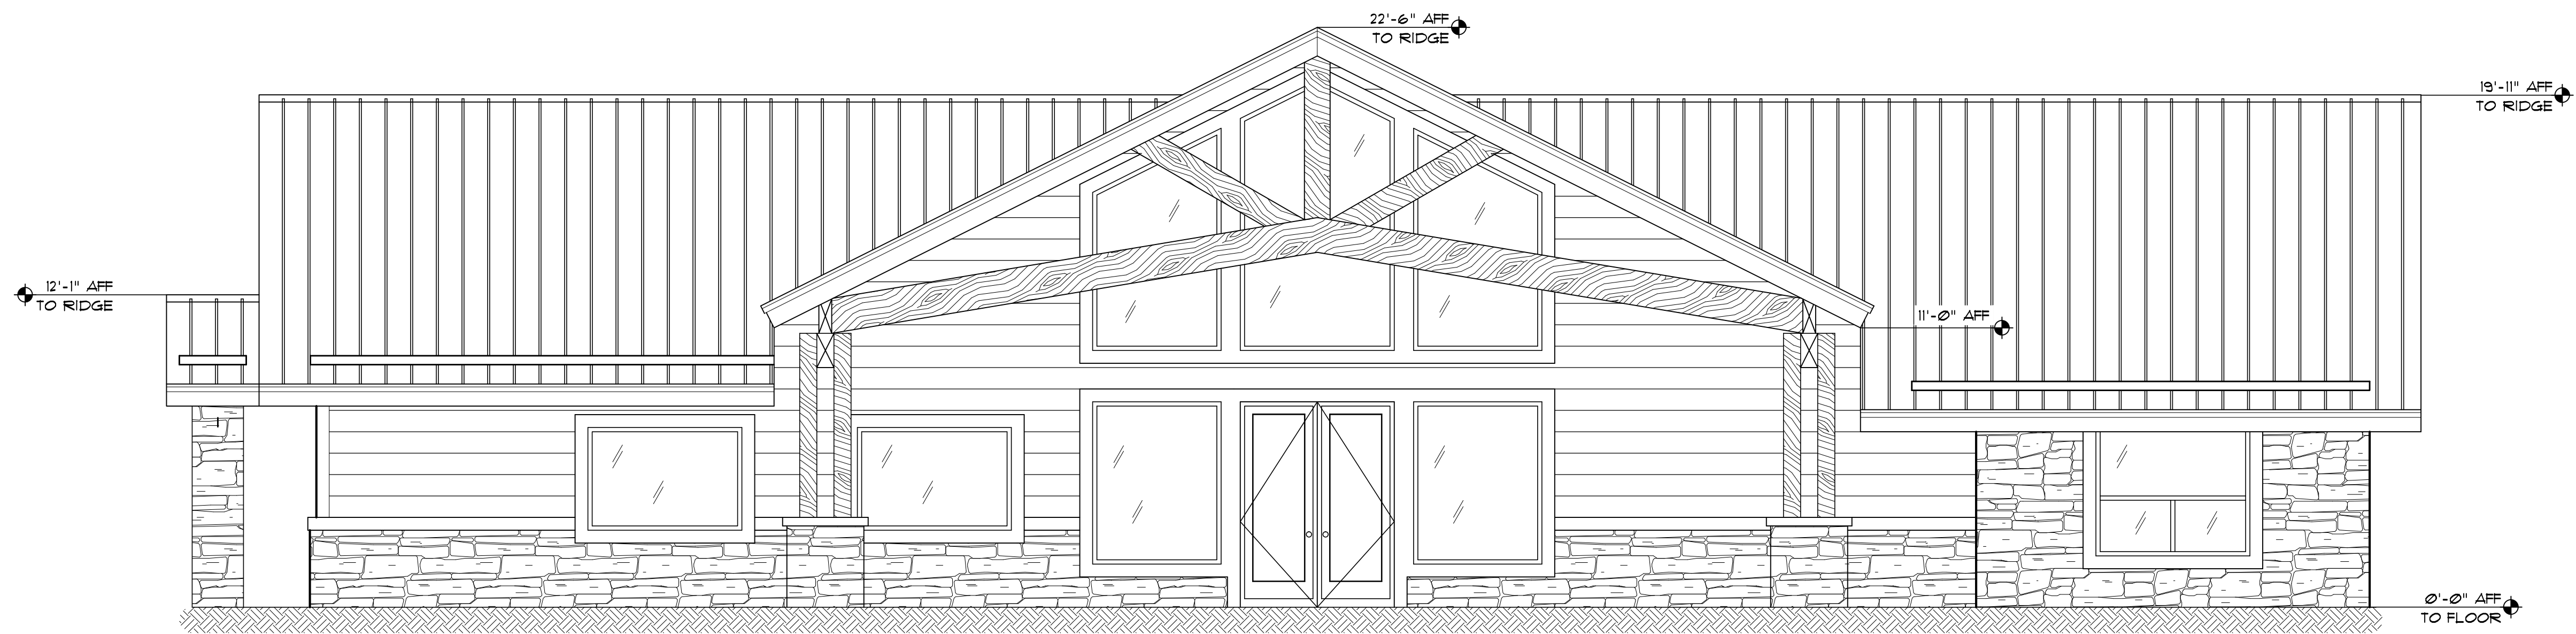 22'-6" AFF
TO RIDGE
19'-11" AFF
TO RIDGE
12'-1" AFF
TO RIDGE
11'-0" AFF
0'-0" AFF
TO FLOOR